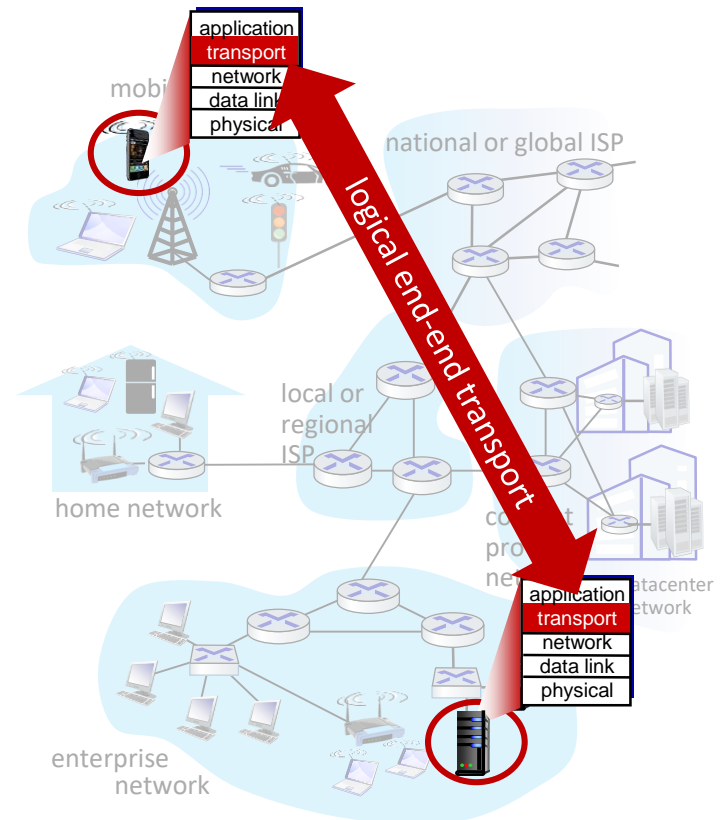 application
transport
network
data link
physical
national or global ISP
logical end-end transport
local or
regional
ISP
home network
application
transport
network
data link
physical
enterprise
network